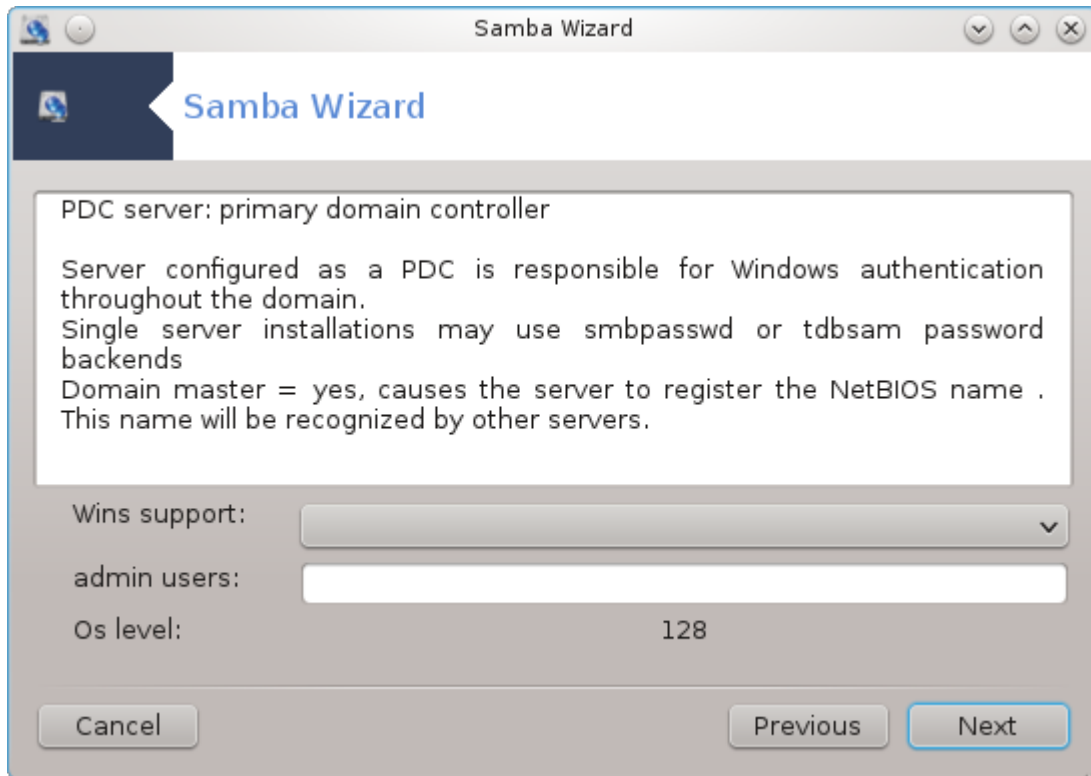 Samba Wizard
Samba Wizard
PDC server: primary domain controller
Server configured as a PDC is responsible for Windows authentication
throughout the domain.
Single server installations may use smbpasswd or tdbsam password
backends
Domain master = yes, causes the server to register the NetBIOS name .
This name will be recognized by other servers.
Wins support:
admin users:
Os level: 128
Cancel Previous Next